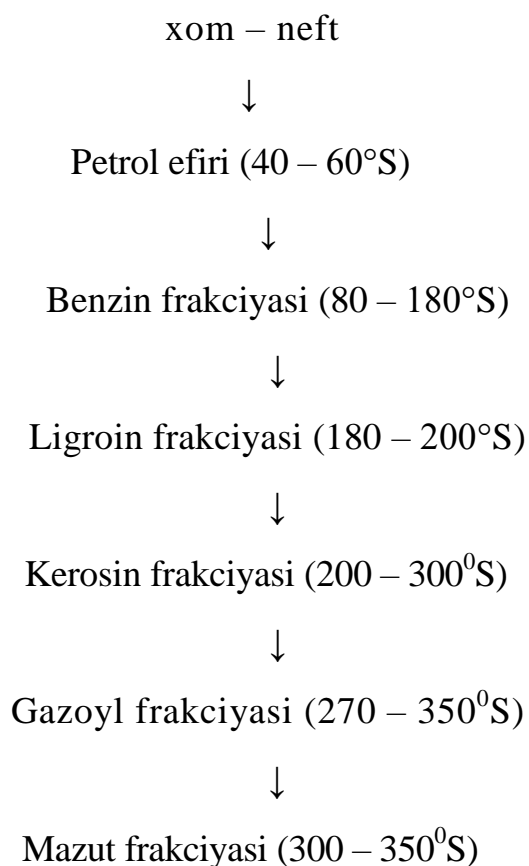 xom – neft
↓
Petrol efiri (40 – 60°S)
↓
Benzin frakciyasi (80 – 180°S)
↓
Ligroin frakciyasi (180 – 200°S)
↓
Kerosin frakciyasi (200 – 300⁰S)
↓
Gazoyl frakciyasi (270 – 350⁰S)
↓
Mazut frakciyasi (300 – 350⁰S)